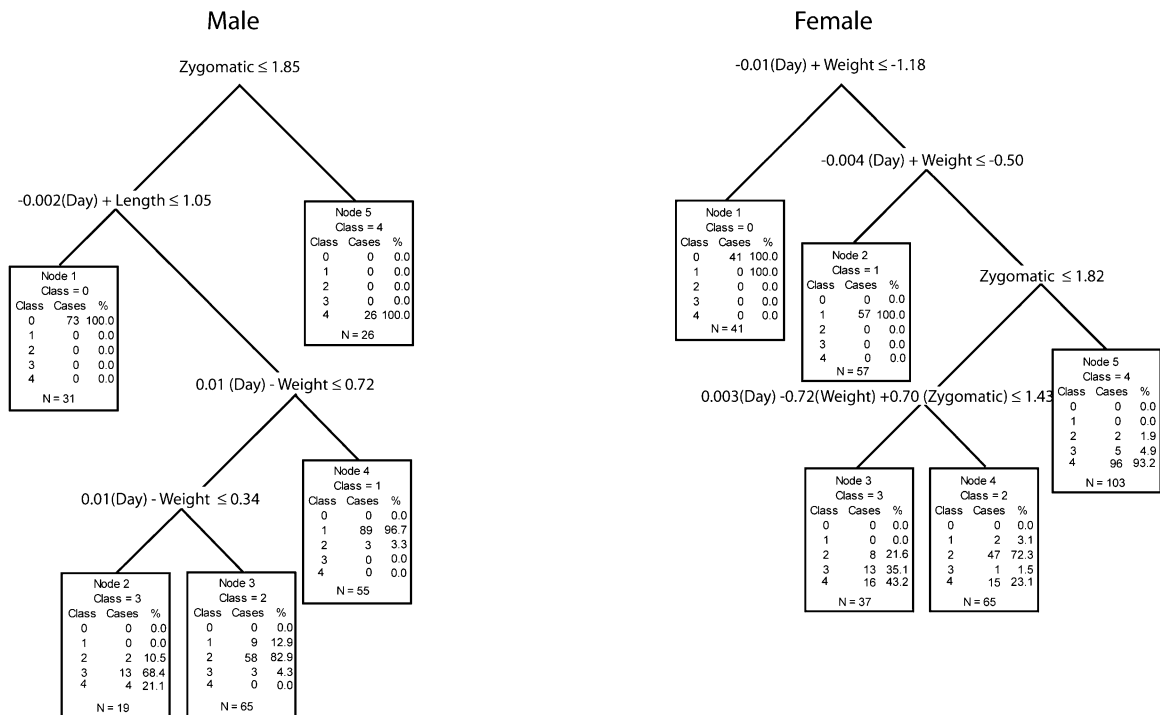 Male
Zygomatic ≤ 1.85
-0.002(Day) + Length ≤ 1.05
Node 5
Class = 4
Class Cases %
0 0 0.0
1 0 0.0
2 0 0.0
3 0 0.0
4 26 100.0
N = 26
Node 1
Class = 0
Class Cases %
0 73 100.0
1 0 0.0
2 0 0.0
3 0 0.0
4 0 0.0
N = 31
0.01 (Day) - Weight ≤ 0.72
Node 4
Class = 1
Class Cases %
0 0 0.0
1 89 96.7
2 3 3.3
3 0 0.0
4 0 0.0
N = 55
0.01(Day) - Weight ≤ 0.34
Node 2
Class = 3
Class Cases %
0 0 0.0
1 0 0.0
2 2 10.5
3 13 68.4
4 4 21.1
N = 19
Node 3
Class = 2
Class Cases %
0 0 0.0
1 9 12.9
2 58 82.9
3 3 4.3
4 0 0.0
N = 65
Female
-0.01(Day) + Weight ≤ -1.18
-0.004 (Day) + Weight ≤ -0.50
Node 1
Class = 0
Class Cases %
0 41 100.0
1 0 100.0
2 0 0.0
3 0 0.0
4 0 0.0
N = 41
Node 2
Class = 1
Class Cases %
0 0 0.0
1 57 100.0
2 0 0.0
3 0 0.0
4 0 0.0
N = 57
Zygomatic ≤ 1.82
Node 5
Class = 4
Class Cases %
0 0 0.0
1 0 0.0
2 2 1.9
3 5 4.9
4 96 93.2
N = 103
0.003(Day) -0.72(Weight) +0.70 (Zygomatic) ≤ 1.43
Node 3
Class = 3
Class Cases %
0 0 0.0
1 0 0.0
2 8 21.6
3 13 35.1
4 16 43.2
N = 37
Node 4
Class = 2
Class Cases %
0 0 0.0
1 2 3.1
2 47 72.3
3 1 1.5
4 15 23.1
N = 65